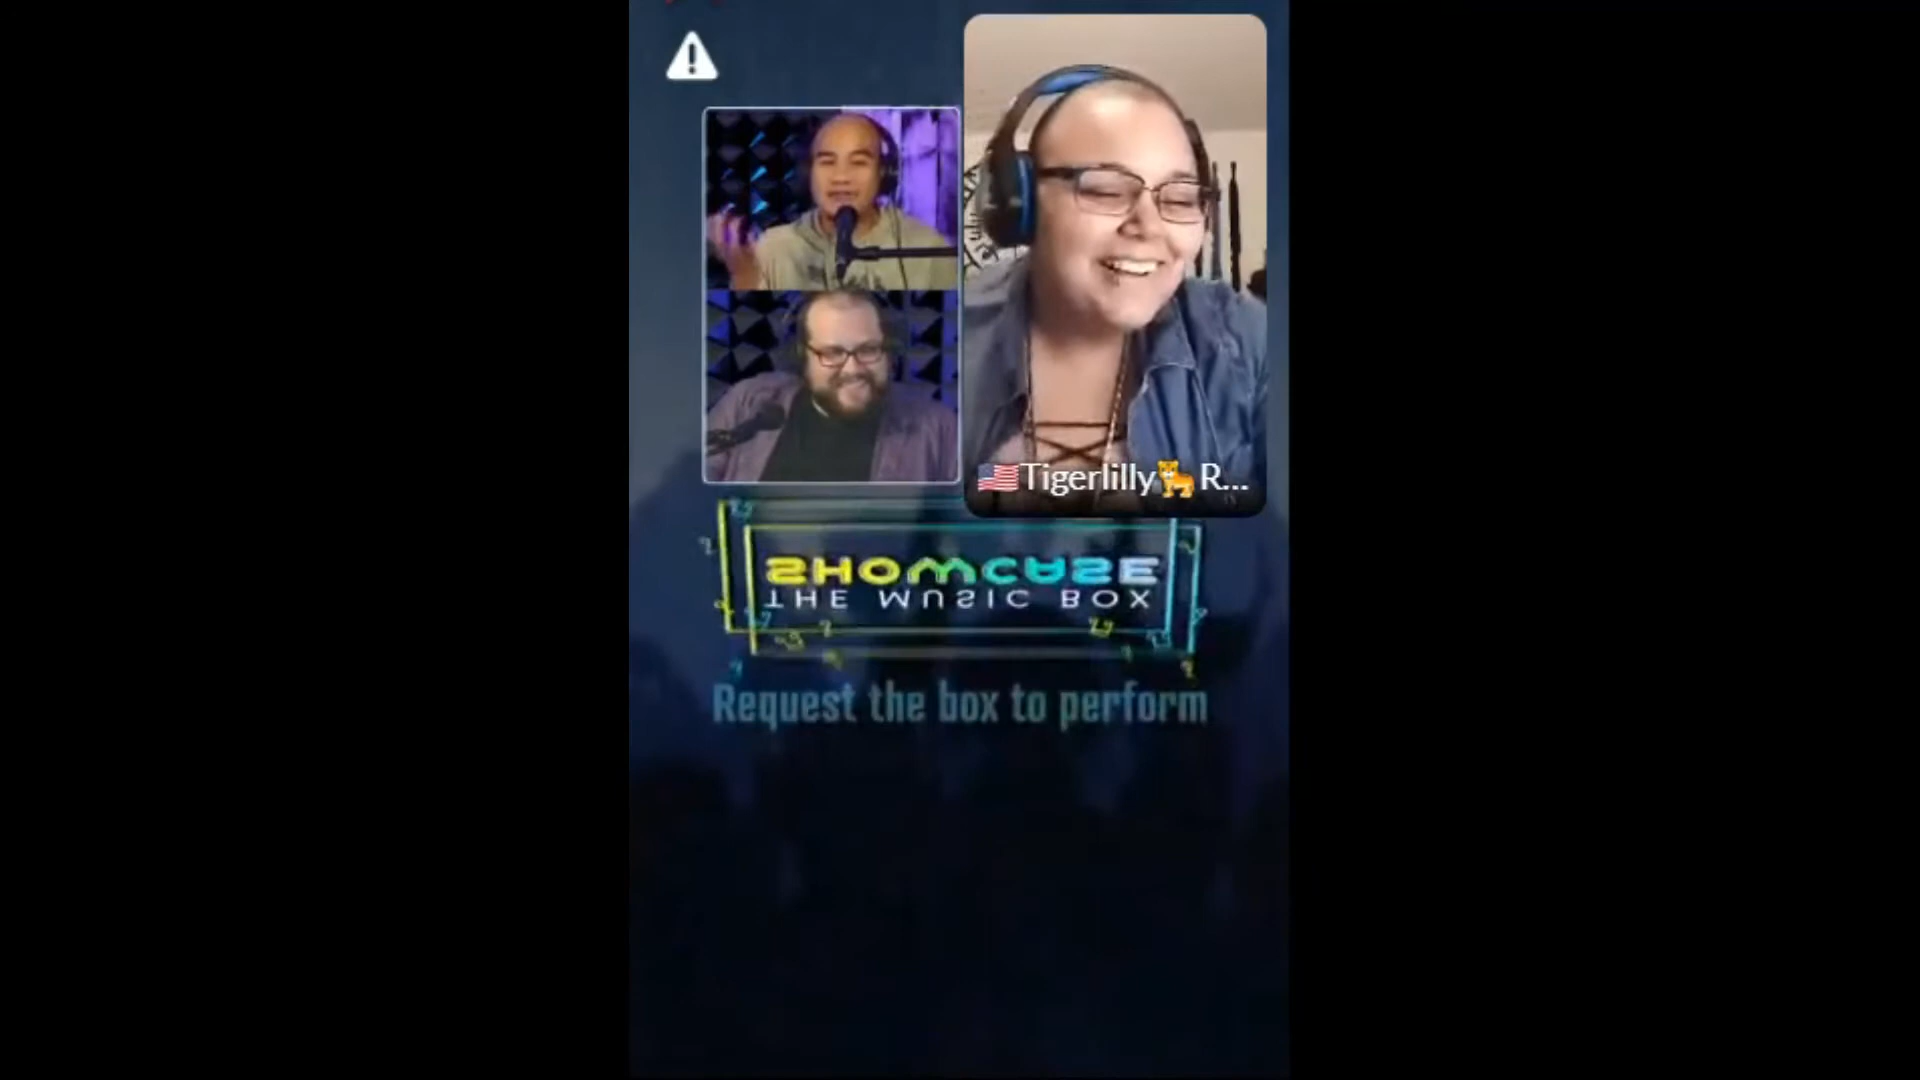 🇺🇸Tigerlilly🐅R...
SHOWCASE
THE MUSIC BOX
Request the box to perform